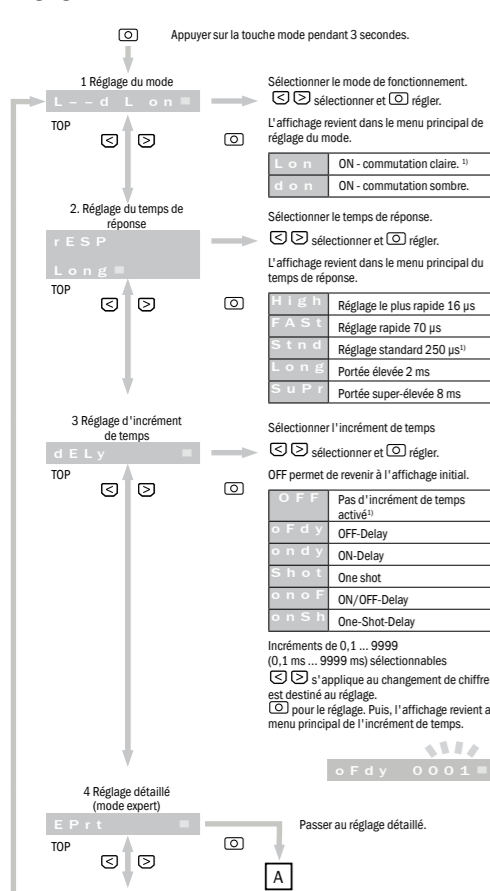 Appuyer sur la touche mode pendant 3 secondes.
1 Réglage du mode
L--d L on
TOP
Sélectionner le mode de fonctionnement.
sélectionner et régler.
L'affichage revient dans le menu principal de
réglage du mode.
Lon ON - commutation claire. 1)
don ON - commutation sombre.
2. Réglage du temps de
réponse
rESP
Long
TOP
Sélectionner le temps de réponse.
sélectionner et régler.
L'affichage revient dans le menu principal du
temps de réponse.
High Réglage le plus rapide 16 µs
FASt Réglage rapide 70 µs
Stnd Réglage standard 250 µs1)
Long Portée élevée 2 ms
SuPr Portée super-élevée 8 ms
3 Réglage d'incrément
de temps
dELy
TOP
Sélectionner l'incrément de temps
sélectionner et régler.
OFF permet de revenir à l'affichage initial.
OFF Pas d'incrément de temps
activé1)
oFdy OFF-Delay
ondy ON-Delay
Shot One shot
onoF ON/OFF-Delay
onSh One-Shot-Delay
Incréments de 0,1 ... 9999
(0,1 ms ... 9999 ms) sélectionnables
s'applique au changement de chiffre
est destiné au réglage.
pour le réglage. Puis, l'affichage revient a
menu principal de l'incrément de temps.
oFdy 0001
4 Réglage détaillé
(mode expert)
EPrt
TOP
Passer au réglage détaillé.
A